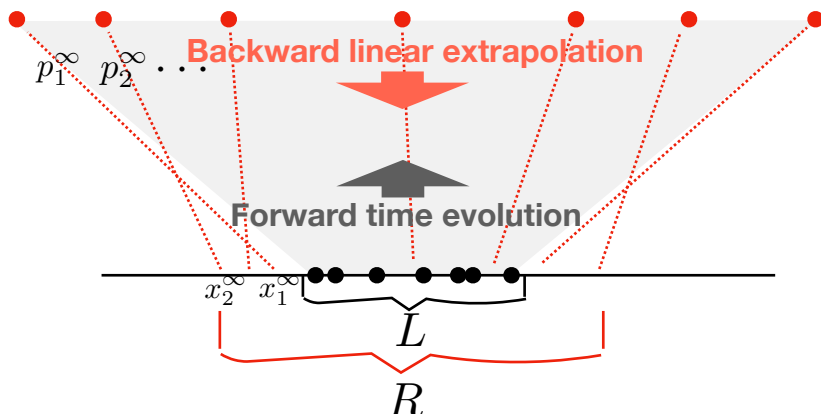 Backward linear extrapolation
p₁^∞ p₂^∞ · · ·
Forward time evolution
x₂^∞ x₁^∞
L
R